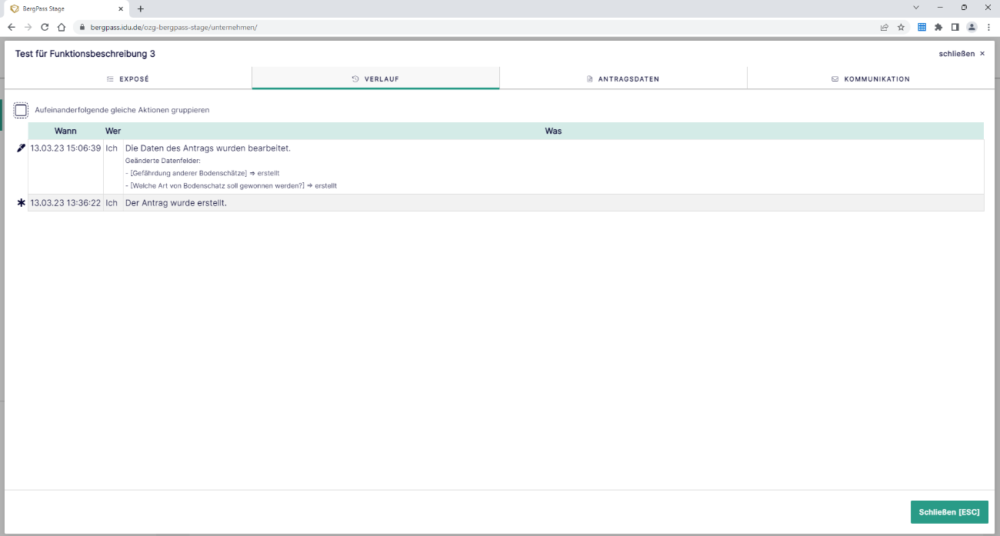 BergPass Stage
bergpass.idu.de/ozg-bergpass-stage/unternehmen/
Test für Funktionsbeschreibung 3
schließen ×
EXPOSÉ
VERLAUF
ANTRAGSDATEN
KOMMUNIKATION
Aufeinanderfolgende gleiche Aktionen gruppieren
Wann Wer Was
13.03.23 15:06:39 Ich Die Daten des Antrags wurden bearbeitet.
Geänderte Datenfelder:
- [Gefährdung anderer Bodenschätze] ⇒ erstellt
- [Welche Art von Bodenschatz soll gewonnen werden?] ⇒ erstellt
13.03.23 13:36:22 Ich Der Antrag wurde erstellt.
Schließen [ESC]